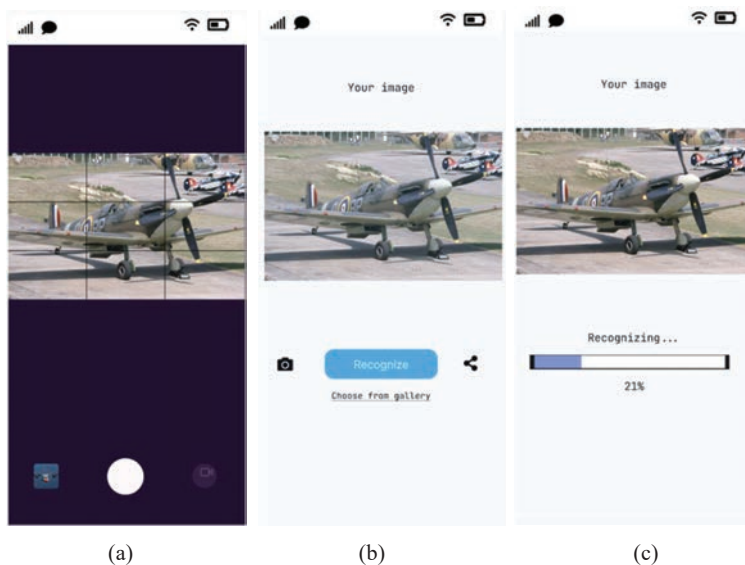 Your image
Recognize
Choose from gallery
Your image
Recognizing...
21%
(a)
(b)
(c)